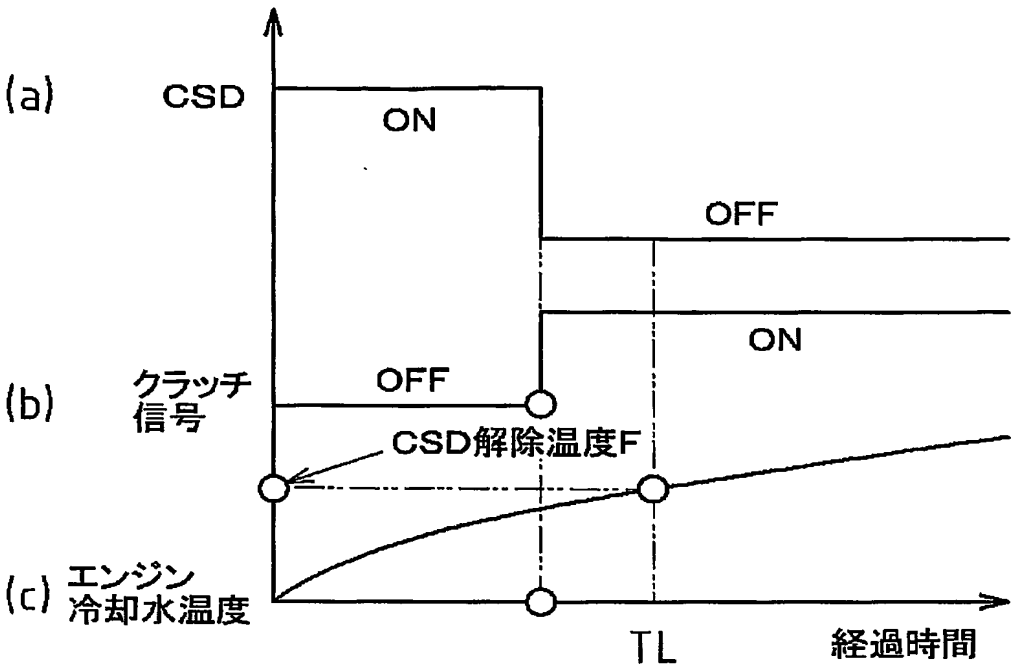 (a)
CSD
ON
OFF
ON
(b)
クラッチ
信号
OFF
CSD解除温度F
(c)
エンジン
冷却水温度
TL
経過時間